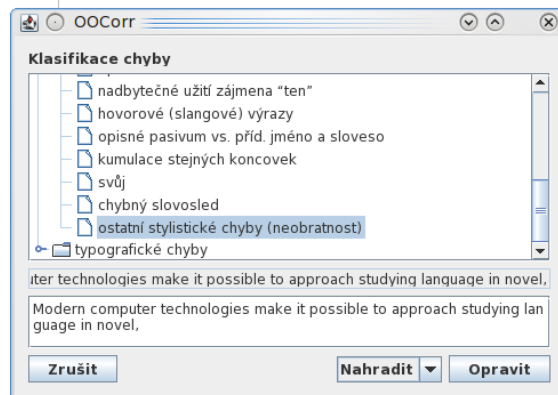 OOCorr
Klasifikace chyby
nadbytečné užití zájmena “ten”
hovorové (slangové) výrazy
opisné pasivum vs. příd. jméno a sloveso
kumulace stejných koncovek
svůj
chybný slovosled
ostatní stylistické chyby (neobratnost)
typografické chyby
uter technologies make it possible to approach studying language in novel,
Modern computer technologies make it possible to approach studying lan
guage in novel,
Zrušit Nahradit Opravit